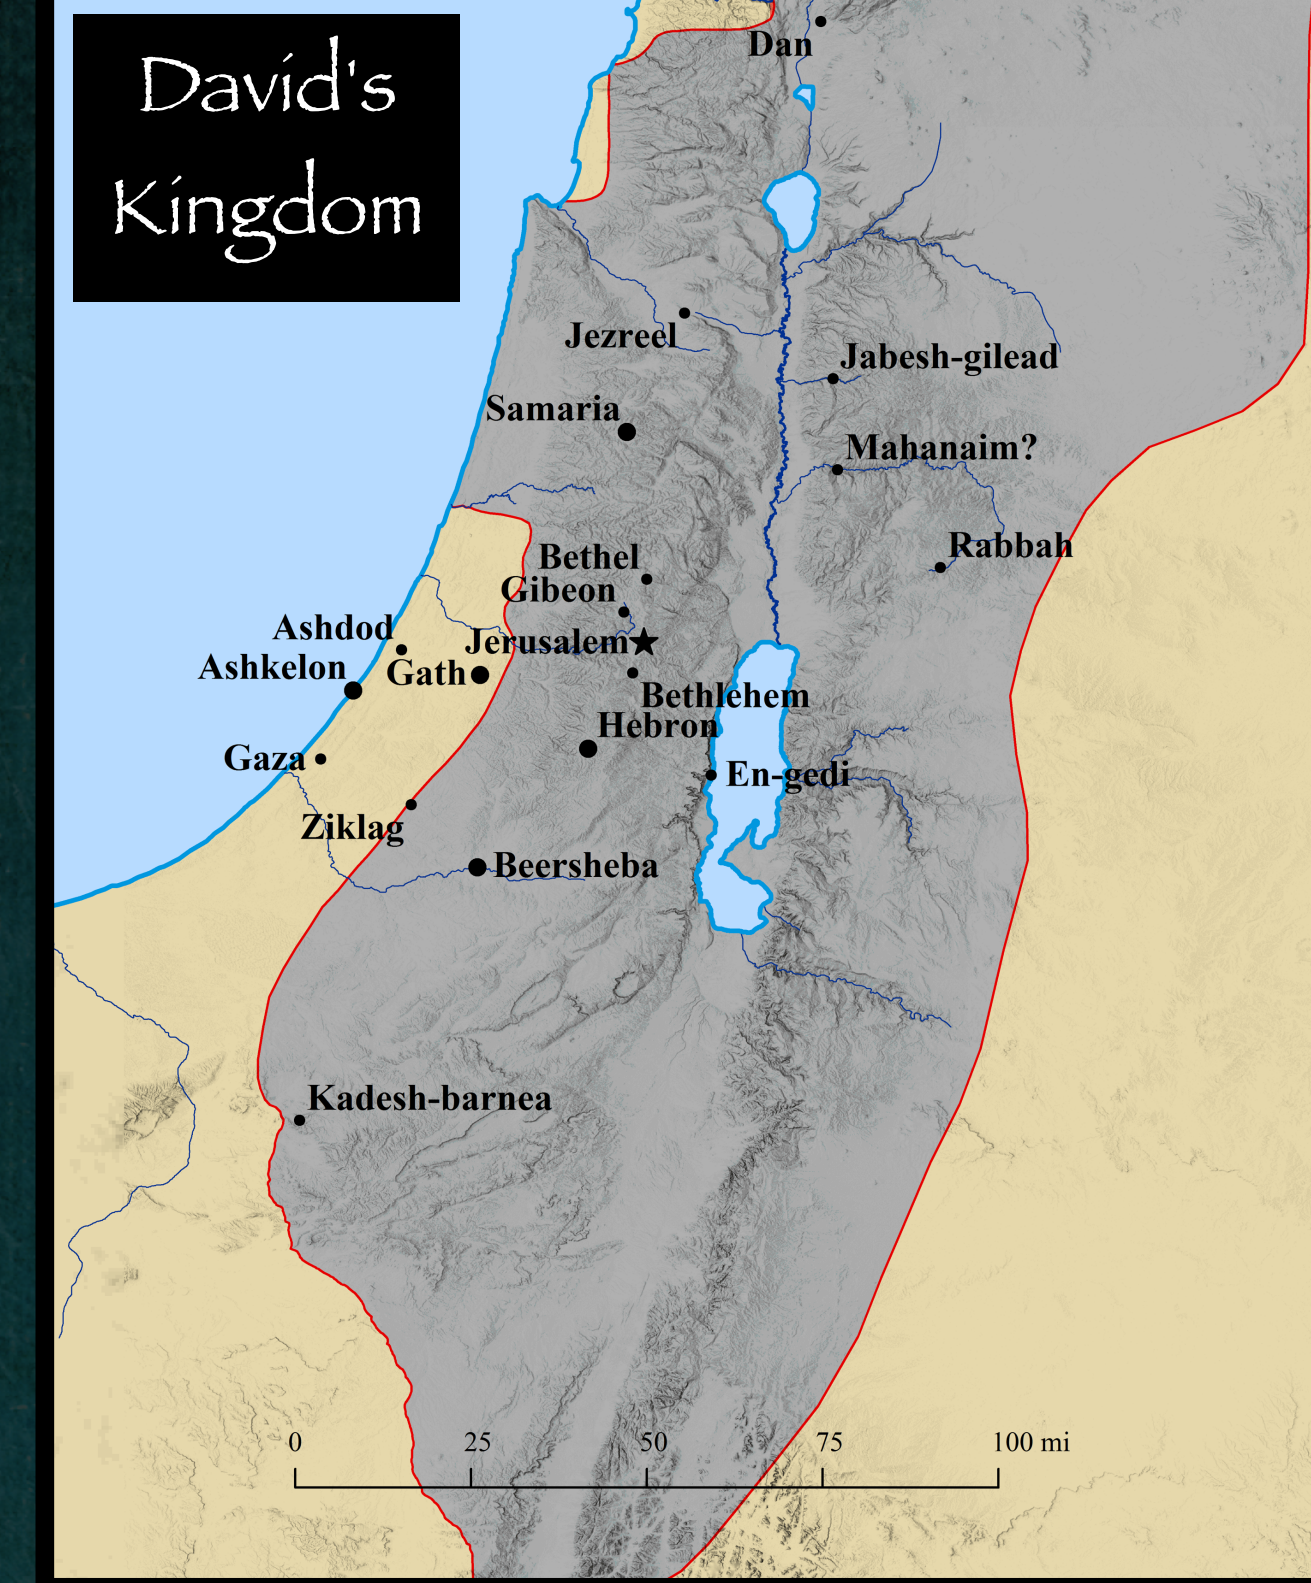 David's
Kingdom
Dan
Jezreel
Jabesh-gilead
Samaria
Mahanaim?
Rabbah
Bethel
Gibeon
Ashdod
Jerusalem
Ashkelon
Gath
Bethlehem
Hebron
Gaza
En-gedi
Ziklag
Beersheba
Kadesh-barnea
0 25 50 75 100 mi